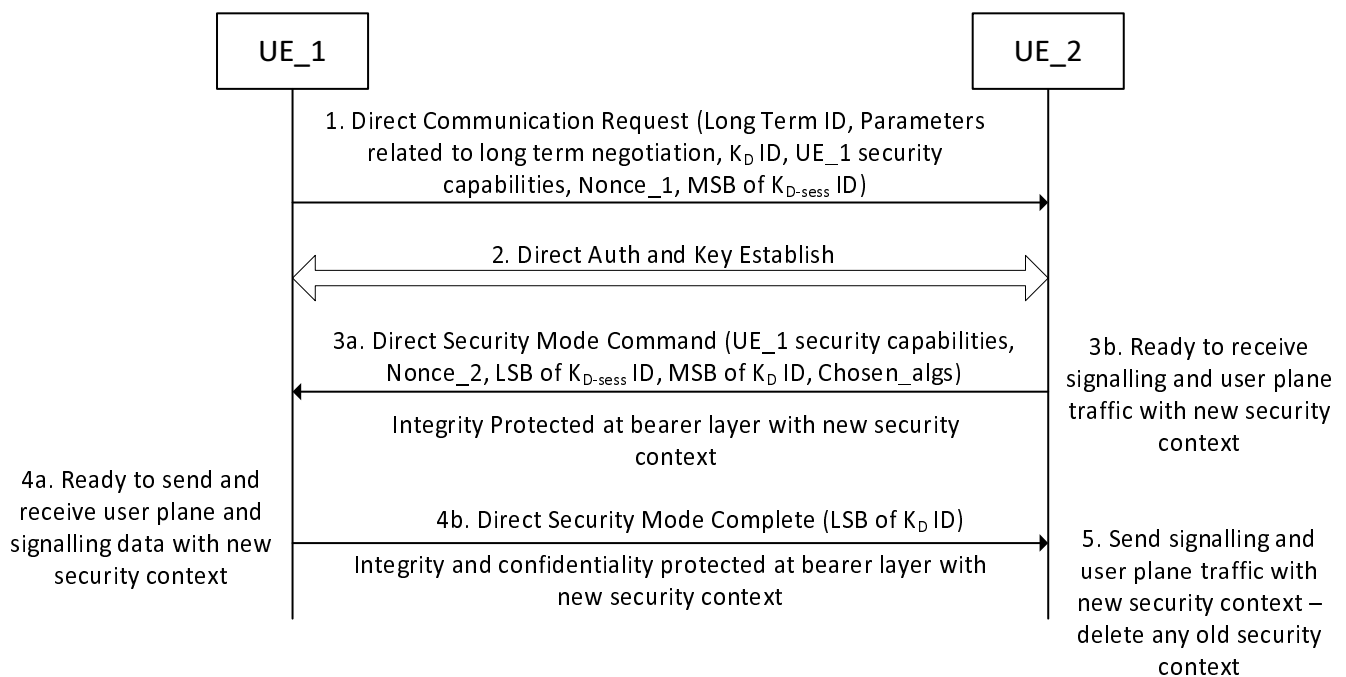 UE_1
UE_2
1. Direct Communication Request (Long Term ID, Parameters
related to long term negotiation, KD ID, UE_1 security
capabilities, Nonce_1, MSB of KD-sess ID)
2. Direct Auth and Key Establish
3a. Direct Security Mode Command (UE_1 security capabilities,
Nonce_2, LSB of KD-sess ID, MSB of KD ID, Chosen_algs)
Integrity Protected at bearer layer with new security
context
3b. Ready to receive
signalling and user plane
traffic with new security
context
4a. Ready to send and
receive user plane and
signalling data with new
security context
4b. Direct Security Mode Complete (LSB of KD ID)
Integrity and confidentiality protected at bearer layer with
new security context
5. Send signalling and
user plane traffic with
new security context –
delete any old security
context